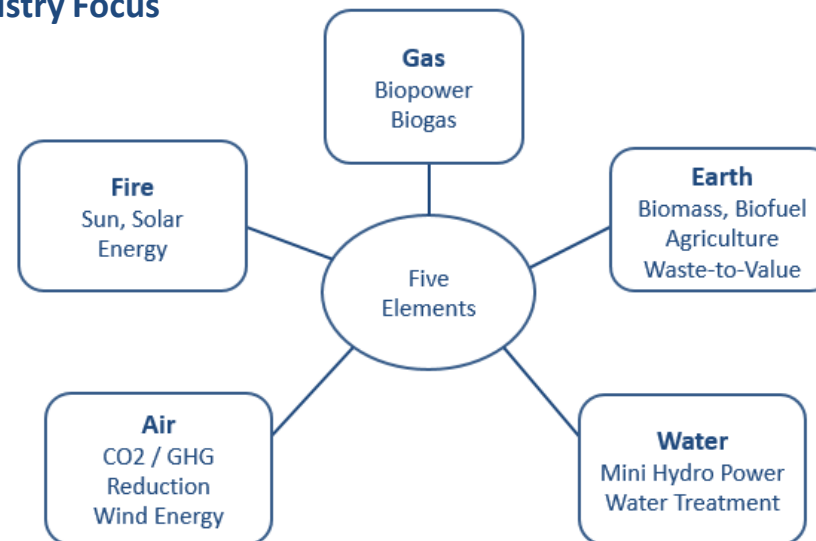 stry Focus
Gas
Biopower
Biogas
Fire
Sun, Solar
Energy
Earth
Biomass, Biofuel
Agriculture
Waste-to-Value
Five
Elements
Air
CO2 / GHG
Reduction
Wind Energy
Water
Mini Hydro Power
Water Treatment